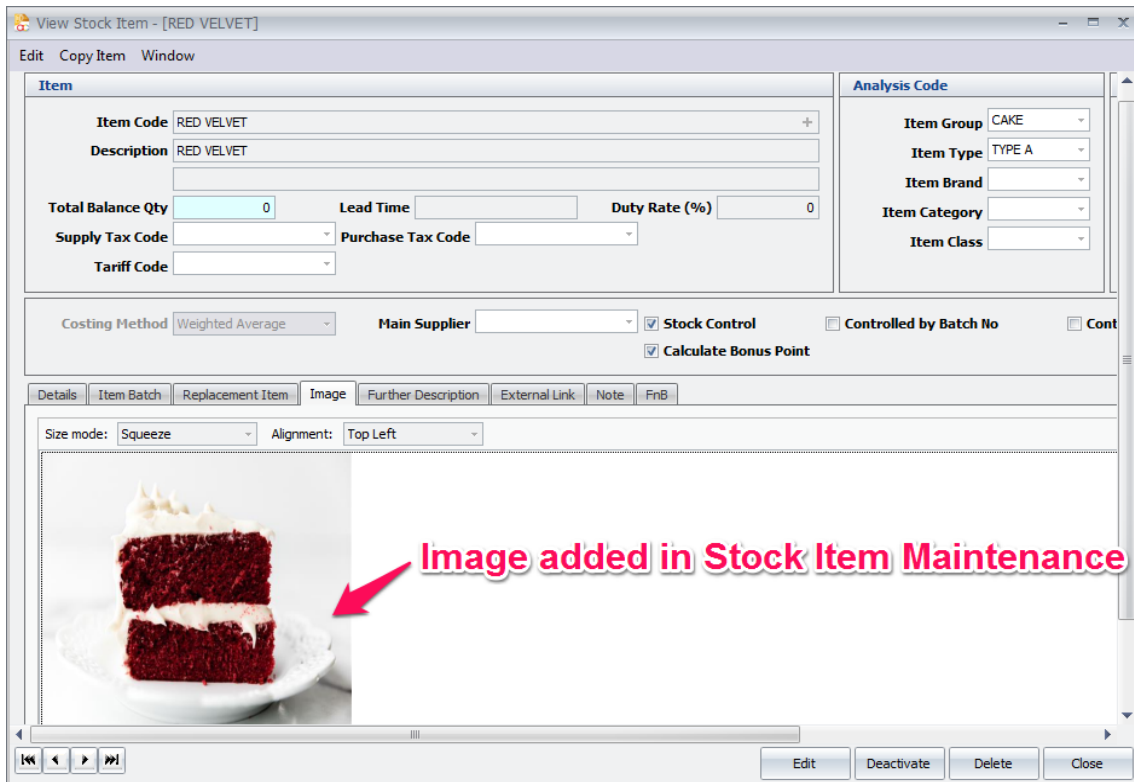 View Stock Item - [RED VELVET]
Edit Copy Item Window
Item
Analysis Code
Item Code RED VELVET
Item Group CAKE
Description RED VELVET
Item Type TYPE A
Item Brand
Total Balance Qty 0 Lead Time Duty Rate (%) 0
Item Category
Supply Tax Code Purchase Tax Code
Item Class
Tariff Code
Costing Method Weighted Average Main Supplier Stock Control Controlled by Batch No Cont
Calculate Bonus Point
Details Item Batch Replacement Item Image Further Description External Link Note FnB
Size mode: Squeeze Alignment: Top Left
Image added in Stock Item Maintenance
Edit Deactivate Delete Close